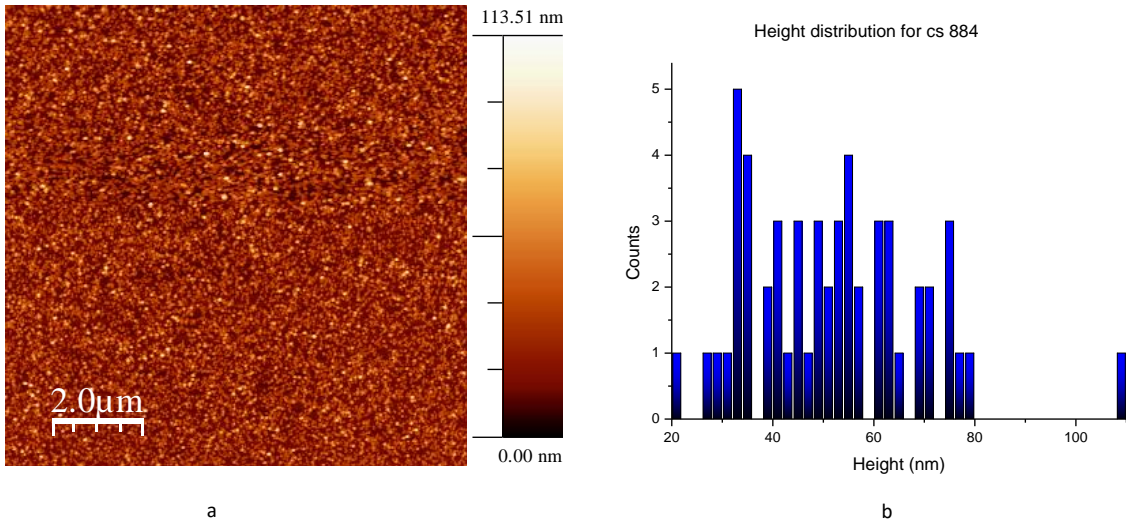 113.51 nm
2.0µm
0.00 nm
a
Height distribution for cs 884
Counts
5
4
3
2
1
0
20 40 60 80 100
Height (nm)
b